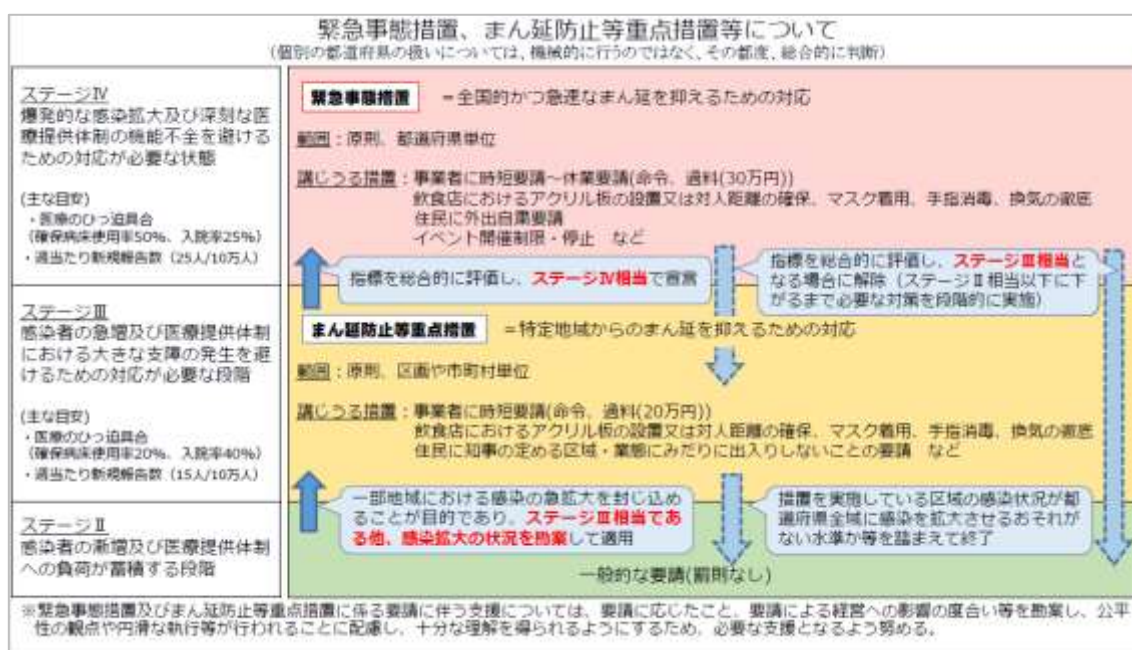 緊急事態措置、まん延防止等重点措置等について
(個別の都道府県の扱いについては、機械的に行うのではなく、その都度、総合的に判断)
ステージⅣ
爆発的な感染拡大及び深刻な医
療提供体制の機能不全を避ける
ための対応が必要な状態
(主な目安)
・医療のひっ迫具合
(確保病床使用率50%、入院率25%)
・週当たり新規報告数 (25人/10万人)
緊急事態措置 =全国的かつ急速なまん延を抑えるための対応
範囲:原則、都道府県単位
講じうる措置:事業者に時短要請~休業要請(命令、過料(30万円))
飲食店におけるアクリル板の設置又は対人距離の確保、マスク着用、手指消毒、換気の徹底
住民に外出自粛要請
イベント開催制限・停止 など
指標を総合的に評価し、ステージⅣ相当で宣言
指標を総合的に評価し、ステージⅢ相当と
なる場合に解除(ステージⅡ相当以下に下
がるまで必要な対策を段階的に実施)
ステージⅢ
感染者の急増及び医療提供体制
における大きな支障の発生を避
けるための対応が必要な段階
(主な目安)
・医療のひっ迫具合
(確保病床使用率20%、入院率40%)
・週当たり新規報告数 (15人/10万人)
まん延防止等重点措置 =特定地域からのまん延を抑えるための対応
範囲:原則、区画や市町村単位
講じうる措置:事業者に時短要請(命令、過料(20万円))
飲食店におけるアクリル板の設置又は対人距離の確保、マスク着用、手指消毒、換気の徹底
住民に知事の定める区域・業態にみだりに出入りしないことの要請 など
一部地域における感染の急拡大を封じ込め
ることが目的であり、ステージⅢ相当であ
る他、感染拡大の状況を勘案して適用
措置を実施している区域の感染状況が都
道府県全域に感染を拡大させるおそれが
ない水準か等を踏まえて終了
ステージⅡ
感染者の漸増及び医療提供体制
への負荷が蓄積する段階
一般的な要請(罰則なし)
※緊急事態措置及びまん延防止等重点措置に係る要請に伴う支援については、要請に応じたこと、要請による経営への影響の度合い等を勘案し、公平
性の観点や円滑な執行等が行われることに配慮し、十分な理解を得られるようにするため、必要な支援となるよう努める。